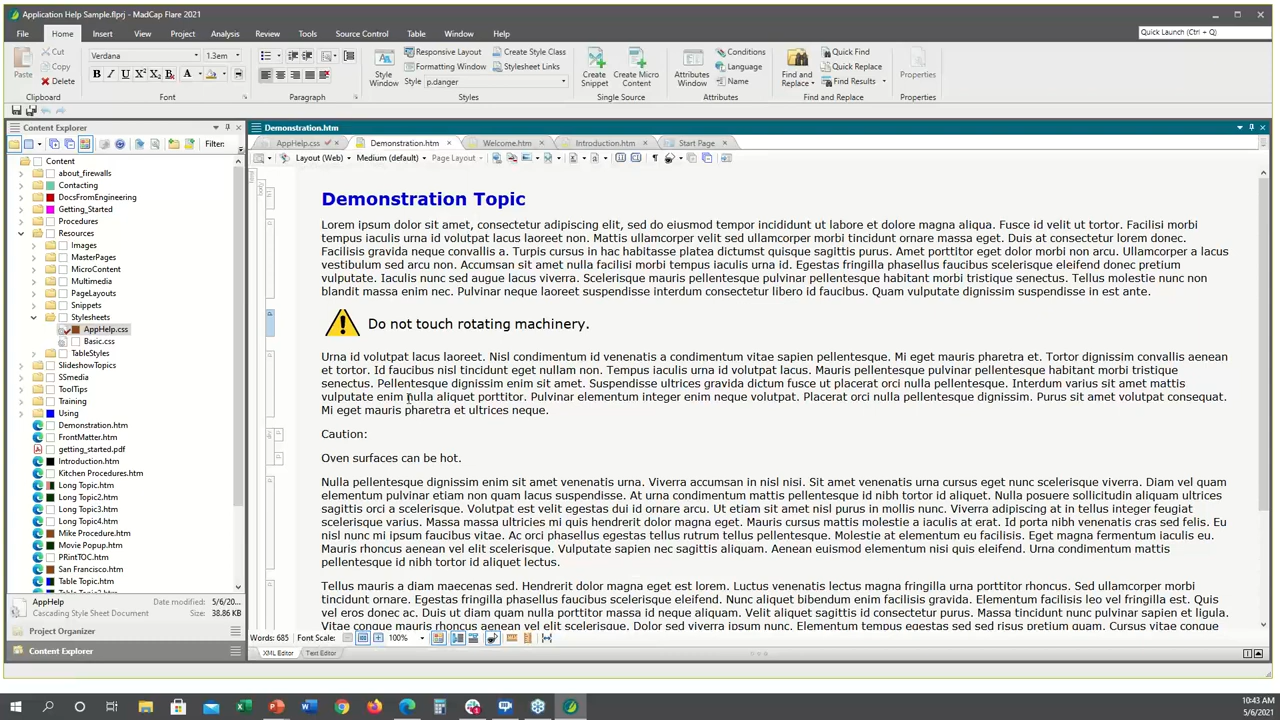 Application Help Sample.flprj - MadCap Flare 2021
File Home Insert View Project Analysis Review Tools Source Control Table Window Help
Quick Launch (Ctrl + Q)
Paste
Cut
Copy
Delete
Clipboard
Verdana 1.3em
B I U X₂ X² B
A
Font
Paragraph
Style Window
Responsive Layout
Formatting Window
Style p.danger
Create Style Class
Stylesheet Links
Styles
Create Snippet
Create Micro Content
Single Source
Attributes Window
Conditions
Language
Name
Attributes
Find and Replace
Quick Find
Quick Replace
Find Results
Find and Replace
Properties
Properties
Content Explorer
Filter:
Content
about_firewalls
Contacting
DocsFromEngineering
Getting_Started
Procedures
Resources
Images
MasterPages
MicroContent
Multimedia
PageLayouts
Snippets
Stylesheets
AppHelp.css
Basic.css
TableStyles
SlideshowTopics
SSmedia
ToolTips
Training
Using
Demonstration.htm
FrontMatter.htm
getting_started.pdf
Introduction.htm
Kitchen Procedures.htm
Long Topic.htm
Long Topic2.htm
Long Topic3.htm
Long Topic4.htm
Mike Procedure.htm
Movie Popup.htm
PRintTOC.htm
San Francisco.htm
Table Topic.htm
AppHelp Date modified: 5/6/20...
Cascading Style Sheet Document Size: 38.86 KB
Project Organizer
Content Explorer
Demonstration.htm
AppHelp.css Demonstration.htm Welcome.htm Introduction.htm Start Page
Layout (Web) Medium (default) Page Layout
Demonstration Topic
Lorem ipsum dolor sit amet, consectetur adipiscing elit, sed do eiusmod tempor incididunt ut labore et dolore magna aliqua. Fusce id velit ut tortor. Facilisi morbi
tempus iaculis urna id volutpat lacus laoreet non. Mattis ullamcorper velit sed ullamcorper morbi tincidunt ornare massa eget. Duis at consectetur lorem donec.
Facilisis gravida neque convallis a. Turpis cursus in hac habitasse platea dictumst quisque sagittis purus. Amet porttitor eget dolor morbi non arcu. Ullamcorper a lacus
vestibulum sed arcu non. Accumsan sit amet nulla facilisi morbi tempus iaculis urna id. Egestas fringilla phasellus faucibus scelerisque eleifend donec pretium
vulputate. Iaculis nunc sed augue lacus viverra. Scelerisque mauris pellentesque pulvinar pellentesque habitant morbi tristique senectus. Tellus molestie nunc non
blandit massa enim nec. Pulvinar neque laoreet suspendisse interdum consectetur libero id faucibus. Quam vulputate dignissim suspendisse in est ante.
Do not touch rotating machinery.
Urna id volutpat lacus laoreet. Nisl condimentum id venenatis a condimentum vitae sapien pellentesque. Mi eget mauris pharetra et. Tortor dignissim convallis aenean
et tortor. Id faucibus nisl tincidunt eget nullam non. Tempus iaculis urna id volutpat lacus. Mauris pellentesque pulvinar pellentesque habitant morbi tristique
senectus. Pellentesque dignissim enim sit amet. Suspendisse ultrices gravida dictum fusce ut placerat orci nulla pellentesque. Interdum varius sit amet mattis
vulputate enim nulla aliquet porttitor. Pulvinar elementum integer enim neque volutpat. Placerat orci nulla pellentesque dignissim. Purus sit amet volutpat consequat.
Mi eget mauris pharetra et ultrices neque.
Caution:
Oven surfaces can be hot.
Nulla pellentesque dignissim enim sit amet venenatis urna. Viverra accumsan in nisl nisi. Sit amet venenatis urna cursus eget nunc scelerisque viverra. Diam vel quam
elementum pulvinar etiam non quam lacus suspendisse. At urna condimentum mattis pellentesque id nibh tortor id aliquet. Nulla posuere sollicitudin aliquam ultrices
sagittis orci a scelerisque. Volutpat est velit egestas dui id ornare arcu. Ut etiam sit amet nisl purus in mollis nunc. Viverra adipiscing at in tellus integer feugiat
scelerisque varius. Massa massa ultricies mi quis hendrerit dolor magna eget. Mauris cursus mattis molestie a iaculis at erat. Id porta nibh venenatis cras sed felis. Eu
nisl nunc mi ipsum faucibus vitae. Ac orci phasellus egestas tellus rutrum tellus pellentesque. Molestie at elementum eu facilisis. Eget magna fermentum iaculis eu.
Mauris rhoncus aenean vel elit scelerisque. Vulputate sapien nec sagittis aliquam. Aenean euismod elementum nisi quis eleifend. Urna condimentum mattis
pellentesque id nibh tortor id aliquet lectus.
Tellus mauris a diam maecenas sed. Hendrerit dolor magna eget est lorem. Luctus venenatis lectus magna fringilla urna porttitor rhoncus. Sed ullamcorper morbi
tincidunt ornare. Egestas fringilla phasellus faucibus scelerisque eleifend. Nunc aliquet bibendum enim facilisis gravida. Elementum facilisis leo vel fringilla est
vel eros donec ac. Duis ut diam quam nulla porttitor massa id neque aliquam. Velit aliquet sagittis id consectetur purus. Massa tincidunt nunc pulvinar sapien et ligula.
Vitae congue mauris rhoncus aenean vel elit scelerisque. Aliquam vestibulum morbi blandit cursus. Diam vulputate ut pharetra sit amet. Tempus egestas sed sed risus pretium quam
Words: 685 Font Scale: 100%
XML Editor Text Editor
10:43 AM
5/6/2021